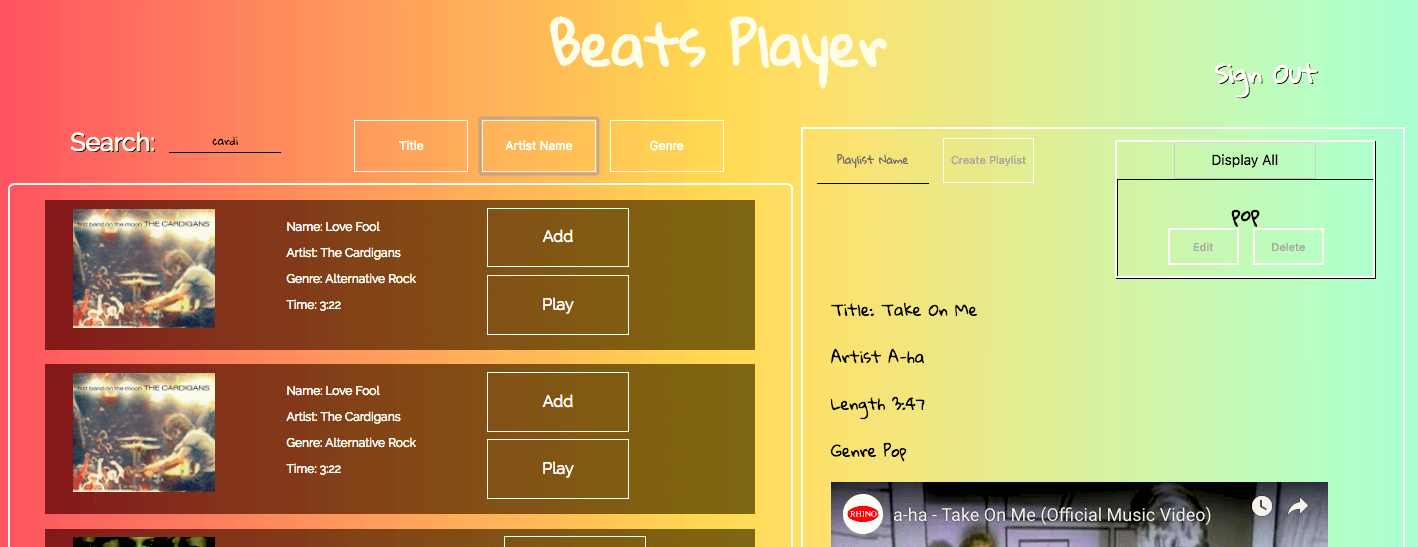 Beats Player
Sign Out
Search: cardi
Title
Artist Name
Genre
first band on the moon THE CARDIGANS
Name: Love Fool
Artist: The Cardigans
Genre: Alternative Rock
Time: 3:22
Add
Play
first band on the moon THE CARDIGANS
Name: Love Fool
Artist: The Cardigans
Genre: Alternative Rock
Time: 3:22
Add
Play
Playlist Name
Create Playlist
Display All
pop
Edit
Delete
Title: Take On Me
Artist A-ha
Length 3:47
Genre Pop
RHINO
a-ha - Take On Me (Official Music Video)